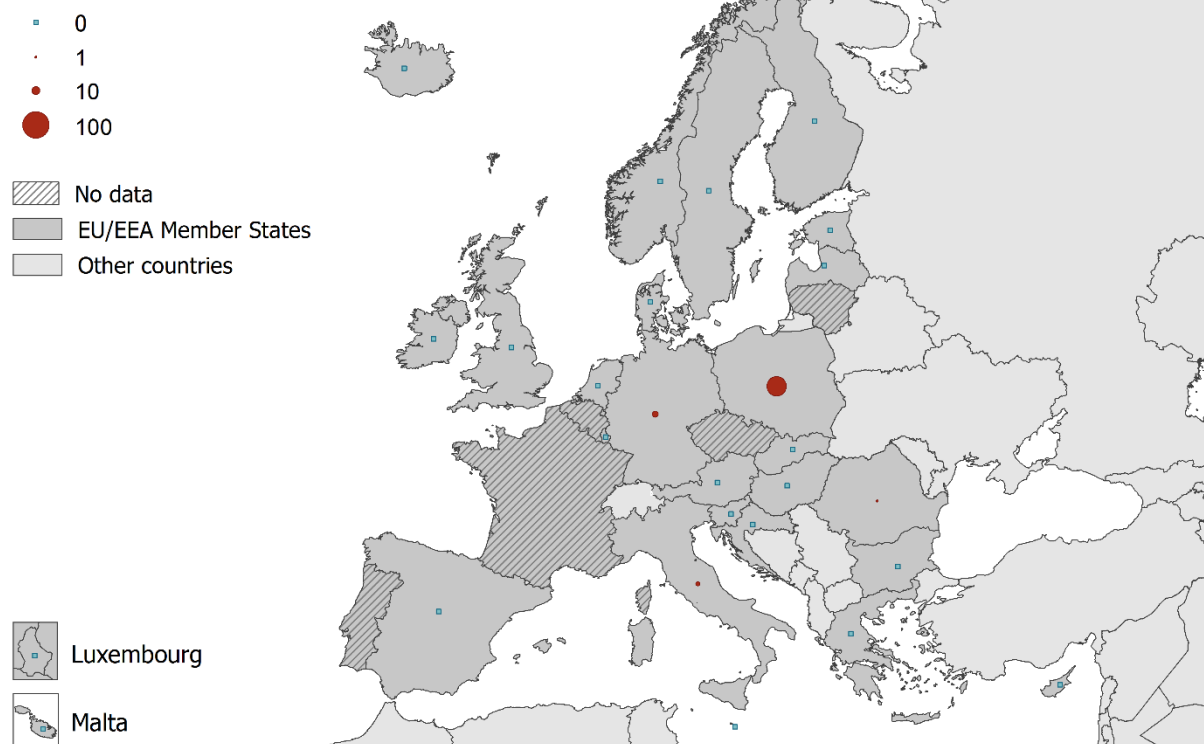 0
1
10
100
No data
EU/EEA Member States
Other countries
Luxembourg
Malta